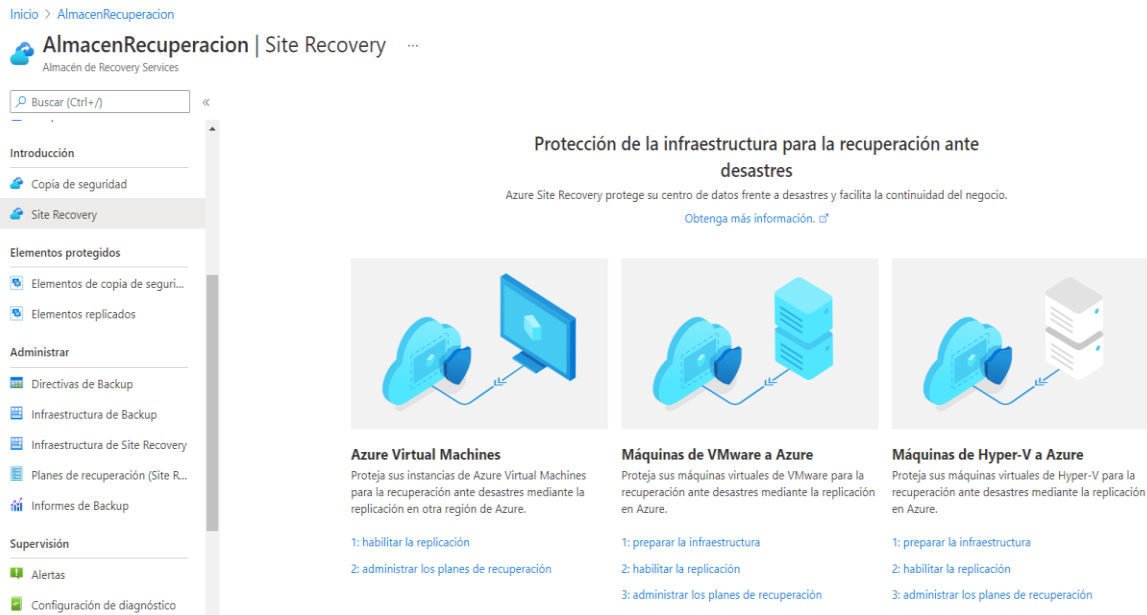 Inicio > AlmacenRecuperacion
AlmacenRecuperacion | Site Recovery ...
Almacén de Recovery Services
Buscar (Ctrl+/)
«
Introducción
Copia de seguridad
Site Recovery
Elementos protegidos
Elementos de copia de seguri...
Elementos replicados
Administrar
Directivas de Backup
Infraestructura de Backup
Infraestructura de Site Recovery
Planes de recuperación (Site R...
Informes de Backup
Supervisión
Alertas
Configuración de diagnóstico
Protección de la infraestructura para la recuperación ante
desastres
Azure Site Recovery protege su centro de datos frente a desastres y facilita la continuidad del negocio.
Obtenga más información.
Azure Virtual Machines
Proteja sus instancias de Azure Virtual Machines
para la recuperación ante desastres mediante la
replicación en otra región de Azure.
1: habilitar la replicación
2: administrar los planes de recuperación
Máquinas de VMware a Azure
Proteja sus máquinas virtuales de VMware para la
recuperación ante desastres mediante la replicación
en Azure.
1: preparar la infraestructura
2: habilitar la replicación
3: administrar los planes de recuperación
Máquinas de Hyper-V a Azure
Proteja sus máquinas virtuales de Hyper-V para la
recuperación ante desastres mediante la replicación
en Azure.
1: preparar la infraestructura
2: habilitar la replicación
3: administrar los planes de recuperación